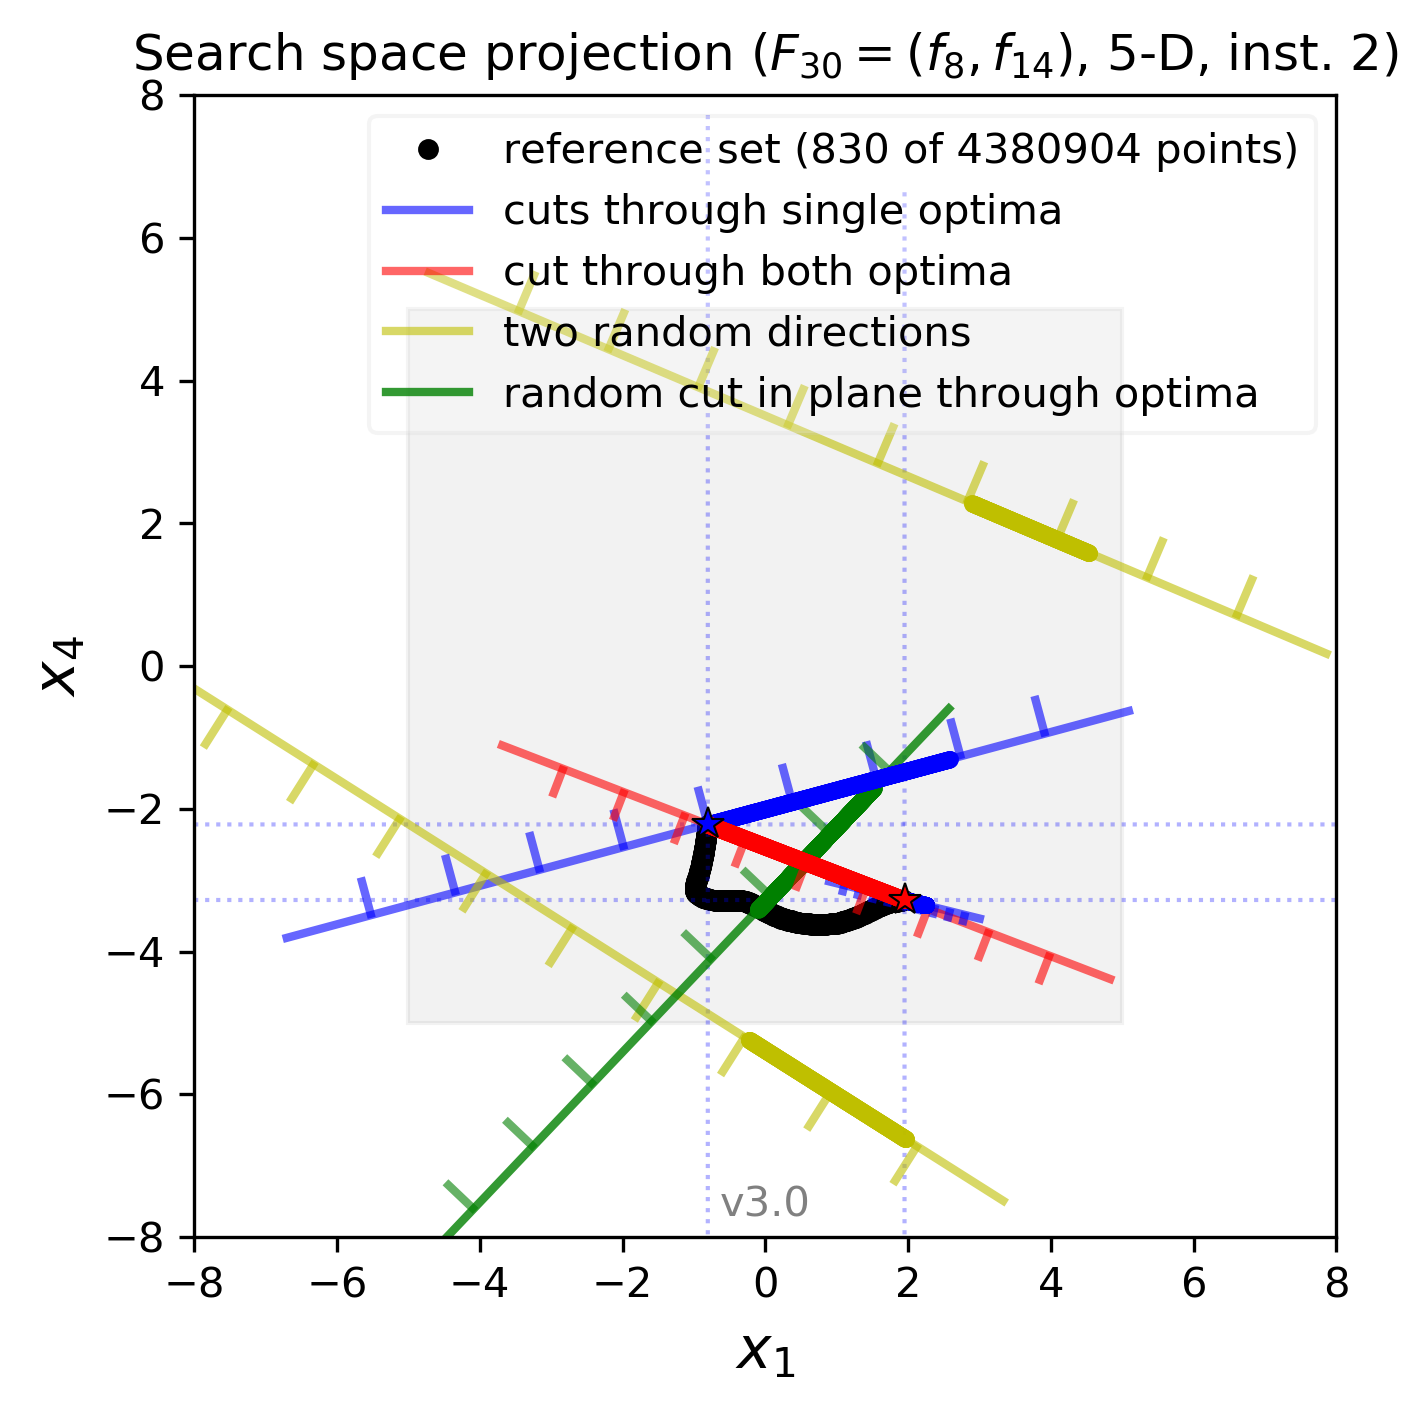 Search space projection (F₃₀ = (f₈, f₁₄), 5-D, inst. 2)
reference set (830 of 4380904 points)
cuts through single optima
cut through both optima
two random directions
random cut in plane through optima
8
6
4
2
0
−2
−4
−6
−8
x₄
v3.0
−8 −6 −4 −2 0 2 4 6 8
x₁